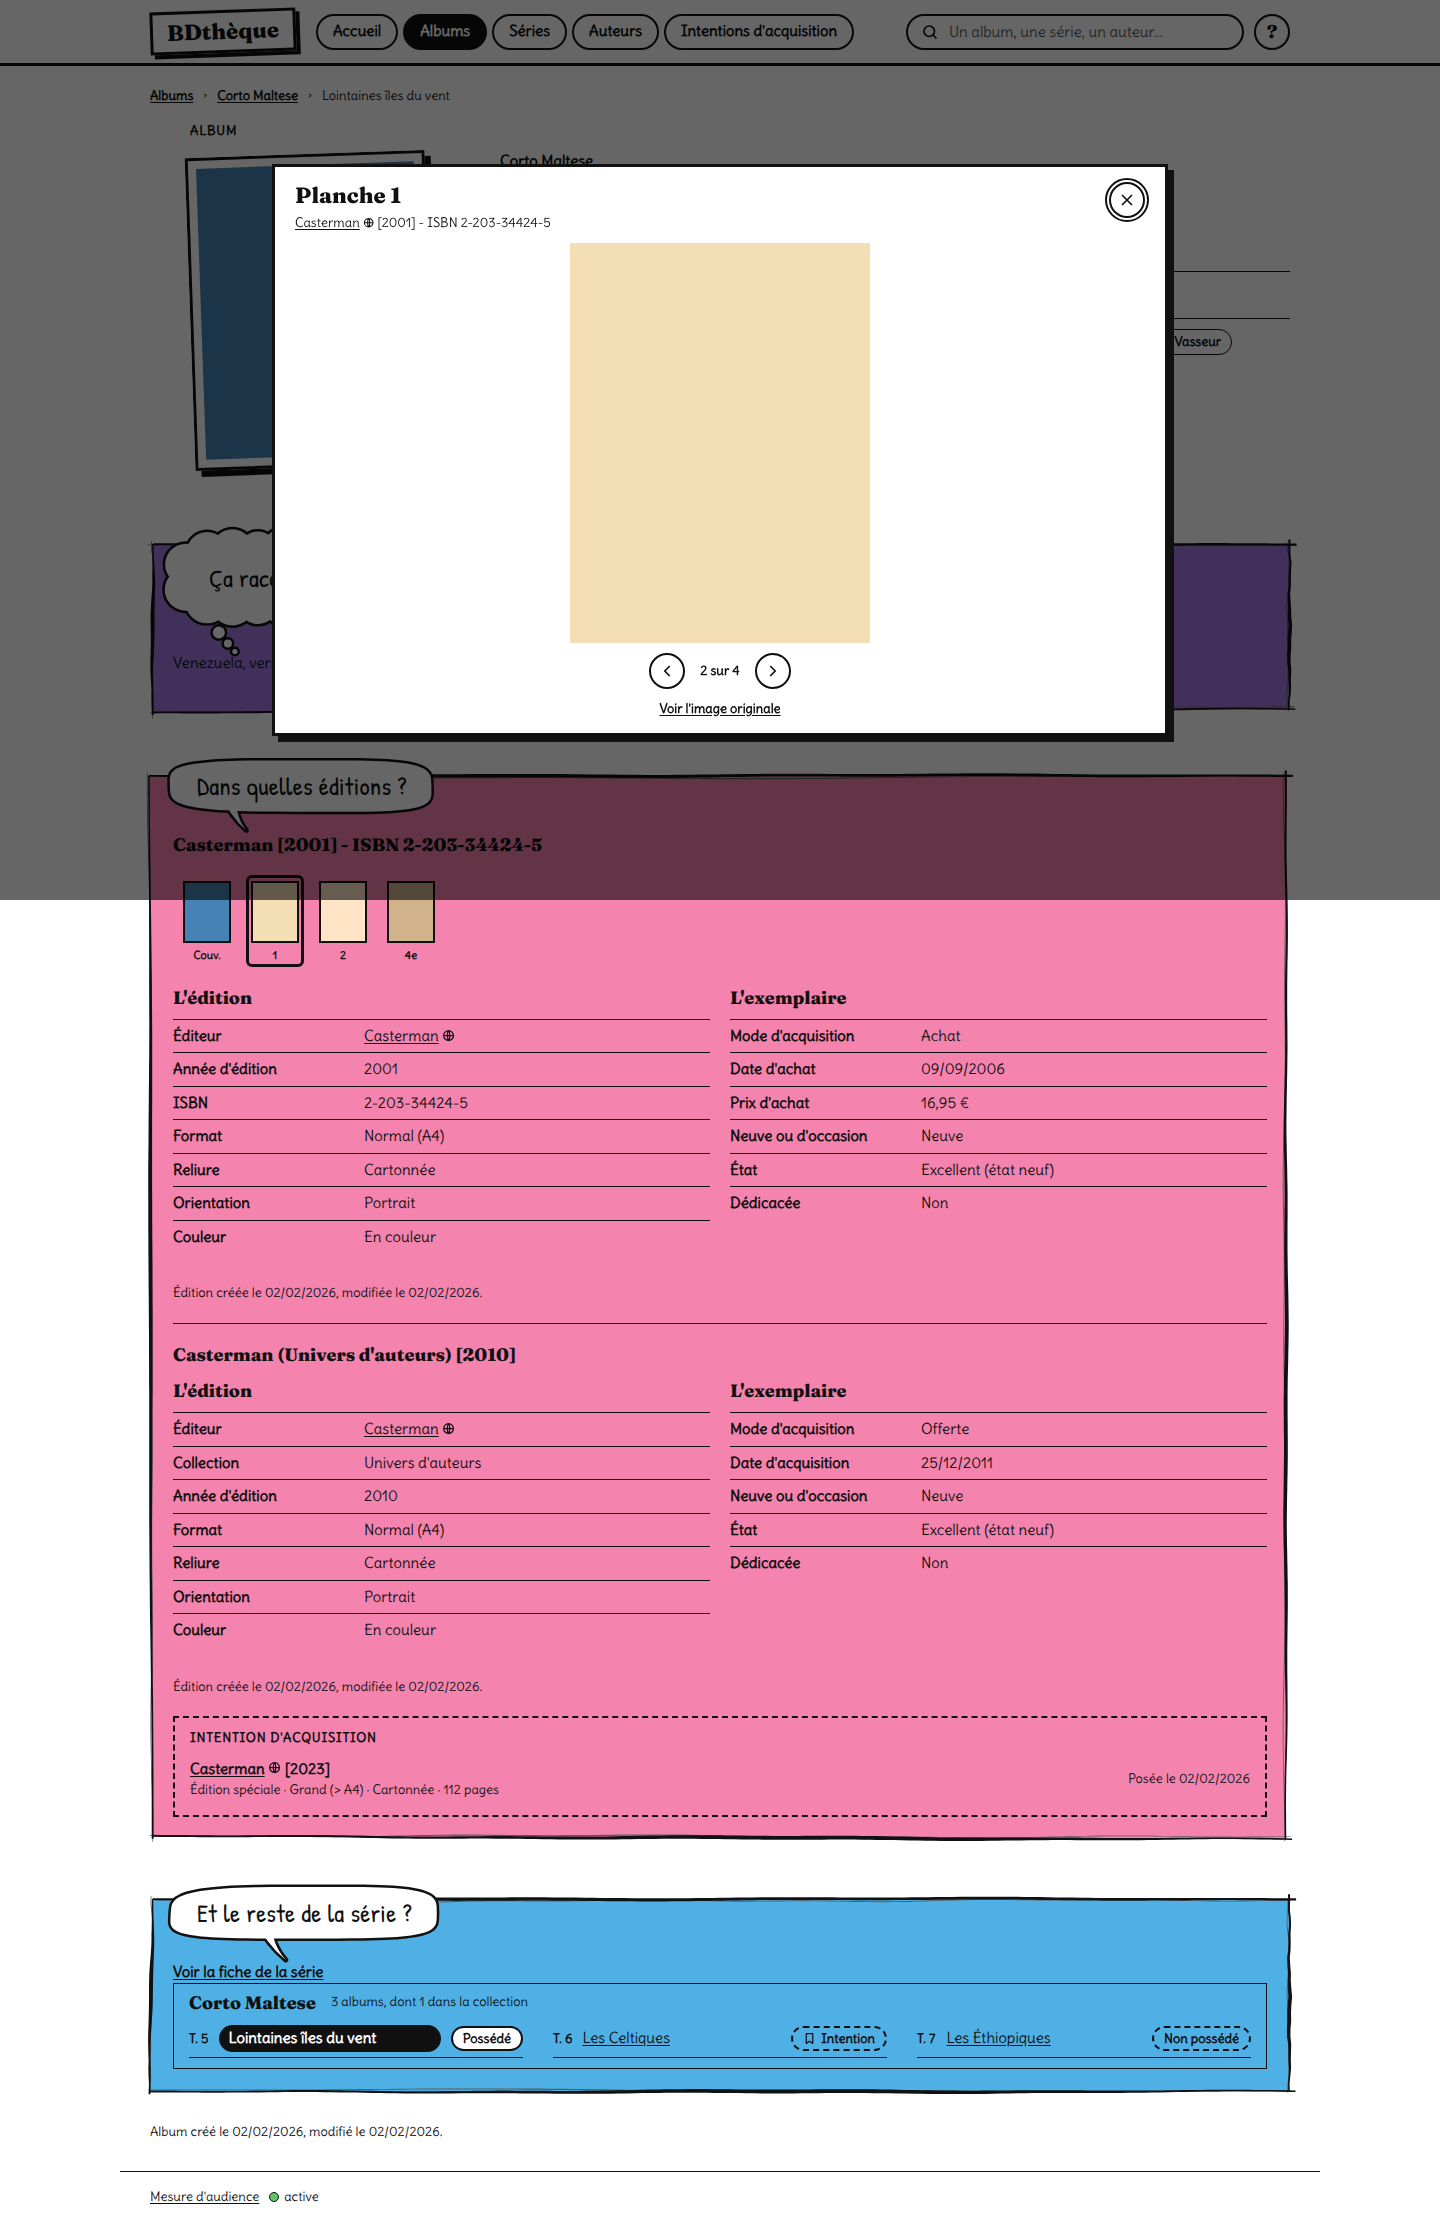 BDthèque
Accueil
Albums
Séries
Auteurs
Intentions d'acquisition
Un album, une série, un auteur...
?
Albums › Corto Maltese › Lointaines îles du vent
ALBUM
Corto Maltese
Planche 1
Casterman [2001] - ISBN 2-203-34424-5
Vasseur
2 sur 4
Voir l'image originale
Ça
Venezuela,
Dans quelles éditions ?
Casterman [2001] - ISBN 2-203-34424-5
Couv. 1 2 4e
L'édition
Éditeur Casterman
Année d'édition 2001
ISBN 2-203-34424-5
Format Normal (A4)
Reliure Cartonnée
Orientation Portrait
Couleur En couleur
L'exemplaire
Mode d'acquisition Achat
Date d'achat 09/09/2006
Prix d'achat 16,95 €
Neuve ou d'occasion Neuve
État Excellent (état neuf)
Dédicacée Non
Édition créée le 02/02/2026, modifiée le 02/02/2026.
Casterman (Univers d'auteurs) [2010]
L'édition
Éditeur Casterman
Collection Univers d'auteurs
Année d'édition 2010
Format Normal (A4)
Reliure Cartonnée
Orientation Portrait
Couleur En couleur
L'exemplaire
Mode d'acquisition Offerte
Date d'acquisition 25/12/2011
Neuve ou d'occasion Neuve
État Excellent (état neuf)
Dédicacée Non
Édition créée le 02/02/2026, modifiée le 02/02/2026.
INTENTION D'ACQUISITION
Casterman [2023]
Édition spéciale · Grand (> A4) · Cartonnée · 112 pages
Posée le 02/02/2026
Et le reste de la série ?
Voir la fiche de la série
Corto Maltese 3 albums, dont 1 dans la collection
T. 5 Lointaines îles du vent Possédé
T. 6 Les Celtiques Intention
T. 7 Les Éthiopiques Non possédé
Album créé le 02/02/2026, modifié le 02/02/2026.
Mesure d'audience active